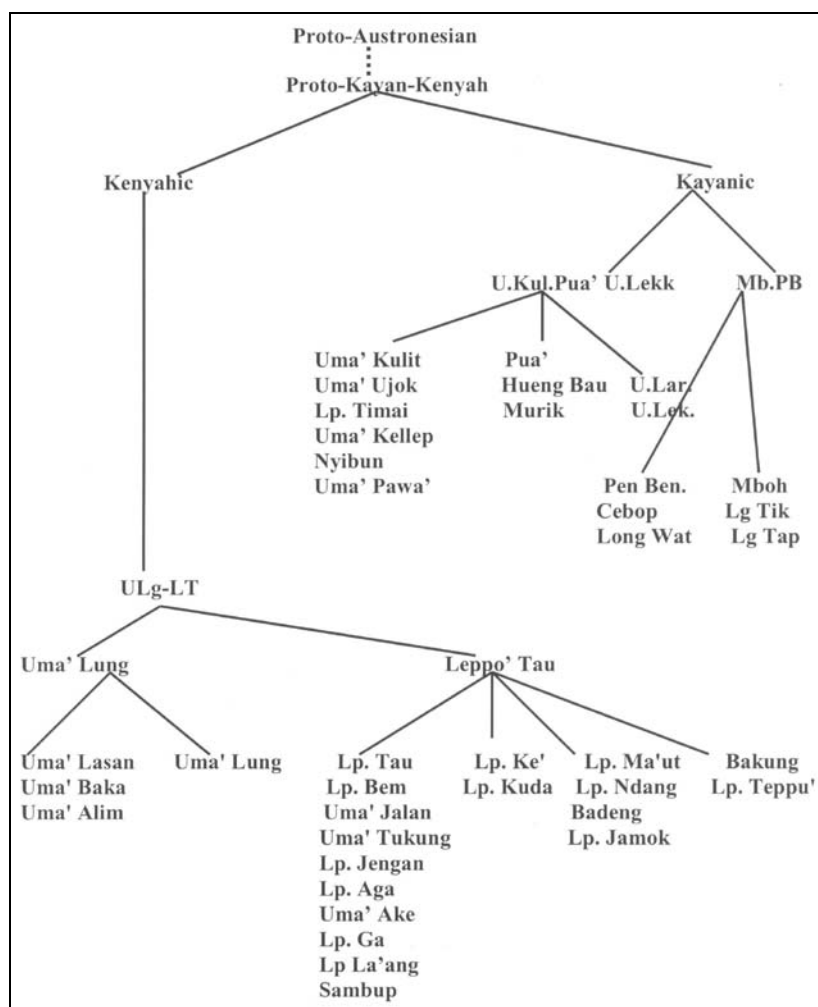 Proto-Austronesian
Proto-Kayan-Kenyah
Kenyahic
Kayanic
U.Kul.Pua’ U.Lekk Mb.PB
Uma’ Kulit
Uma' Ujok
Lp. Timai
Uma’ Kellep
Nyibun
Uma’ Pawa’
Pua’
Hueng Bau
Murik
U.Lar.
U.Lek.
Pen Ben.
Cebop
Long Wat
Mboh
Lg Tik
Lg Tap
ULg-LT
Uma’ Lung
Leppo’ Tau
Uma' Lasan
Uma' Baka
Uma' Alim
Uma' Lung
Lp. Tau
Lp. Bem
Uma' Jalan
Uma' Tukung
Lp. Jengan
Lp. Aga
Uma’ Ake
Lp. Ga
Lp La’ang
Sambup
Lp. Ke'
Lp. Kuda
Lp. Ma'ut
Lp. Ndang
Badeng
Lp. Jamok
Bakung
Lp. Teppu'